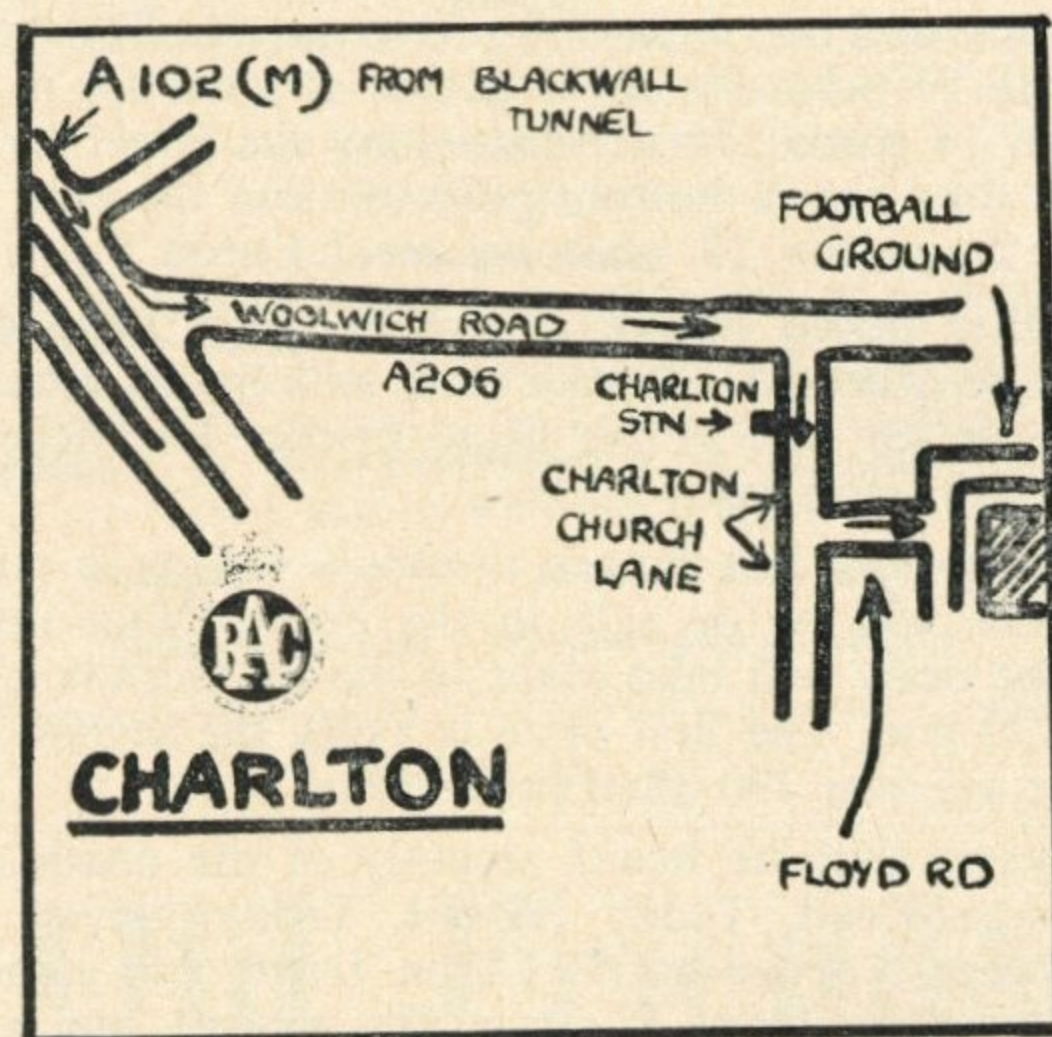 A102 (M) FROM BLACKWALL
TUNNEL
FOOTBALL
GROUND
WOOLWICH ROAD
A206
CHARLTON
STN
CHARLTON
CHURCH
LANE
RAC
CHARLTON
FLOYD RD